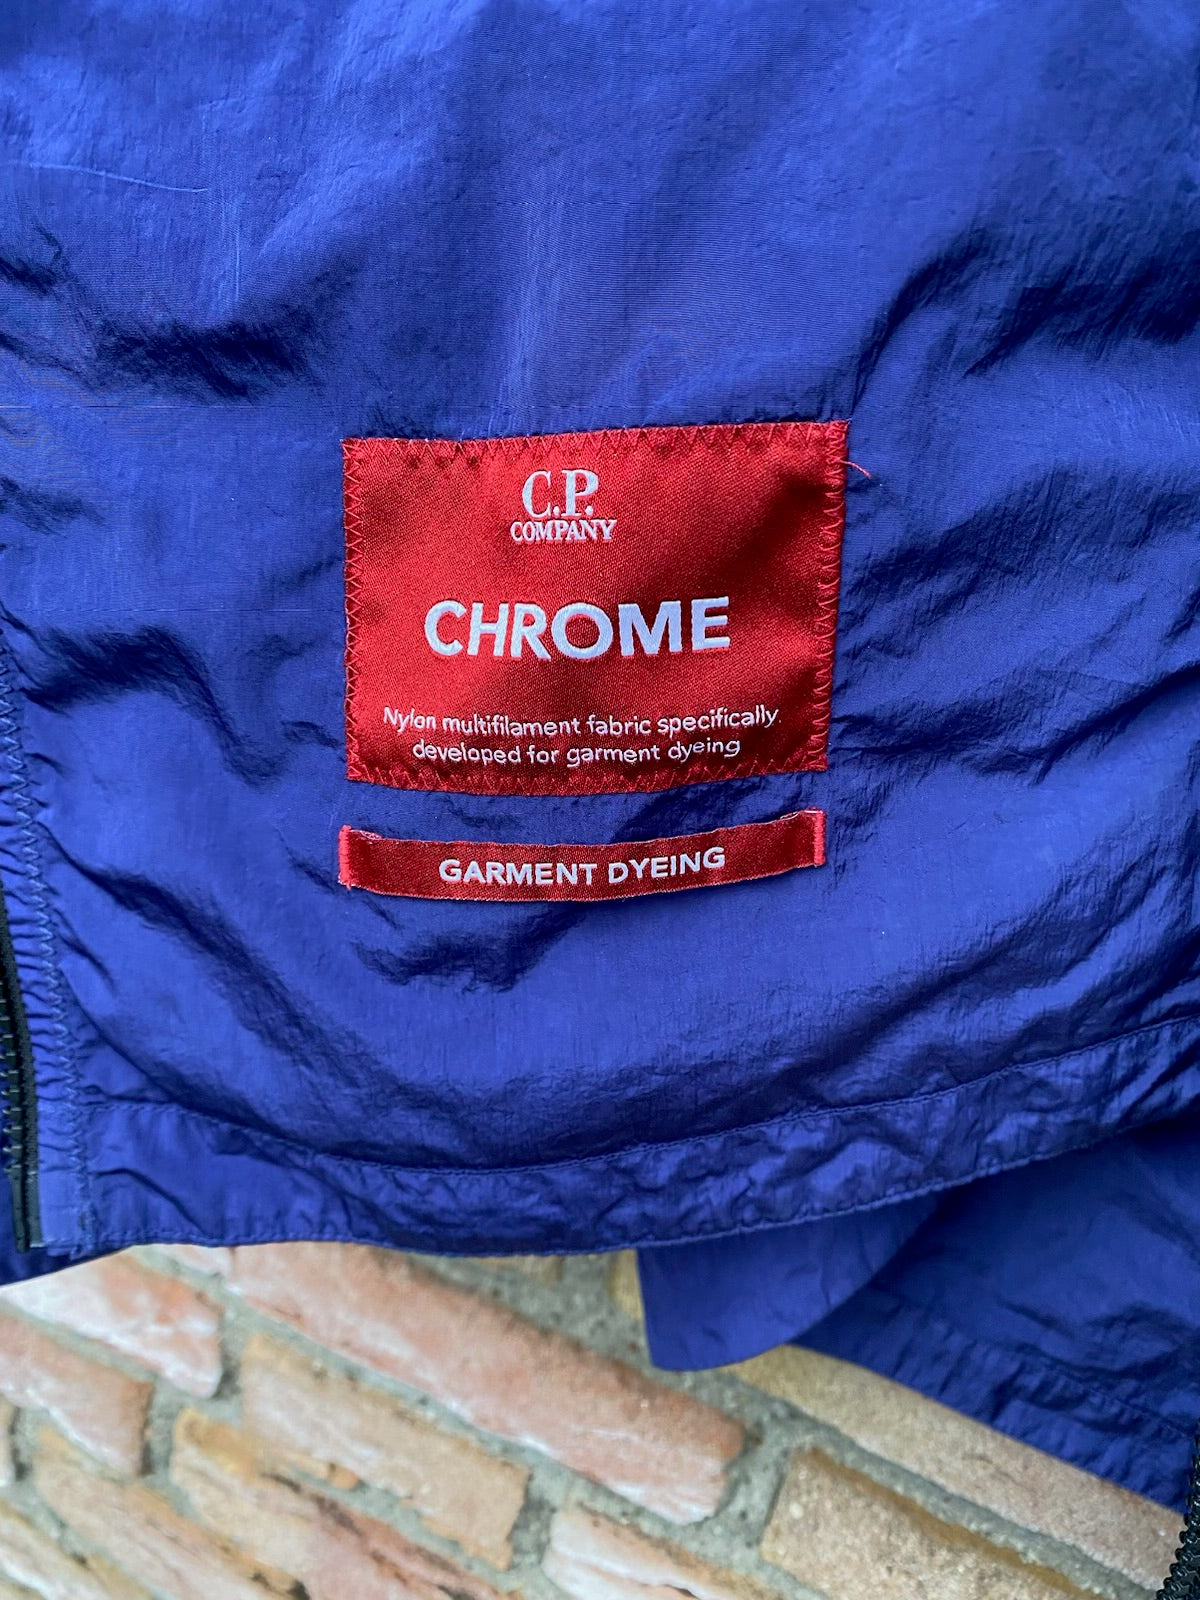 C.P.
COMPANY
CHROME
Nylon multifilament fabric specifically
developed for garment dyeing
GARMENT DYEING